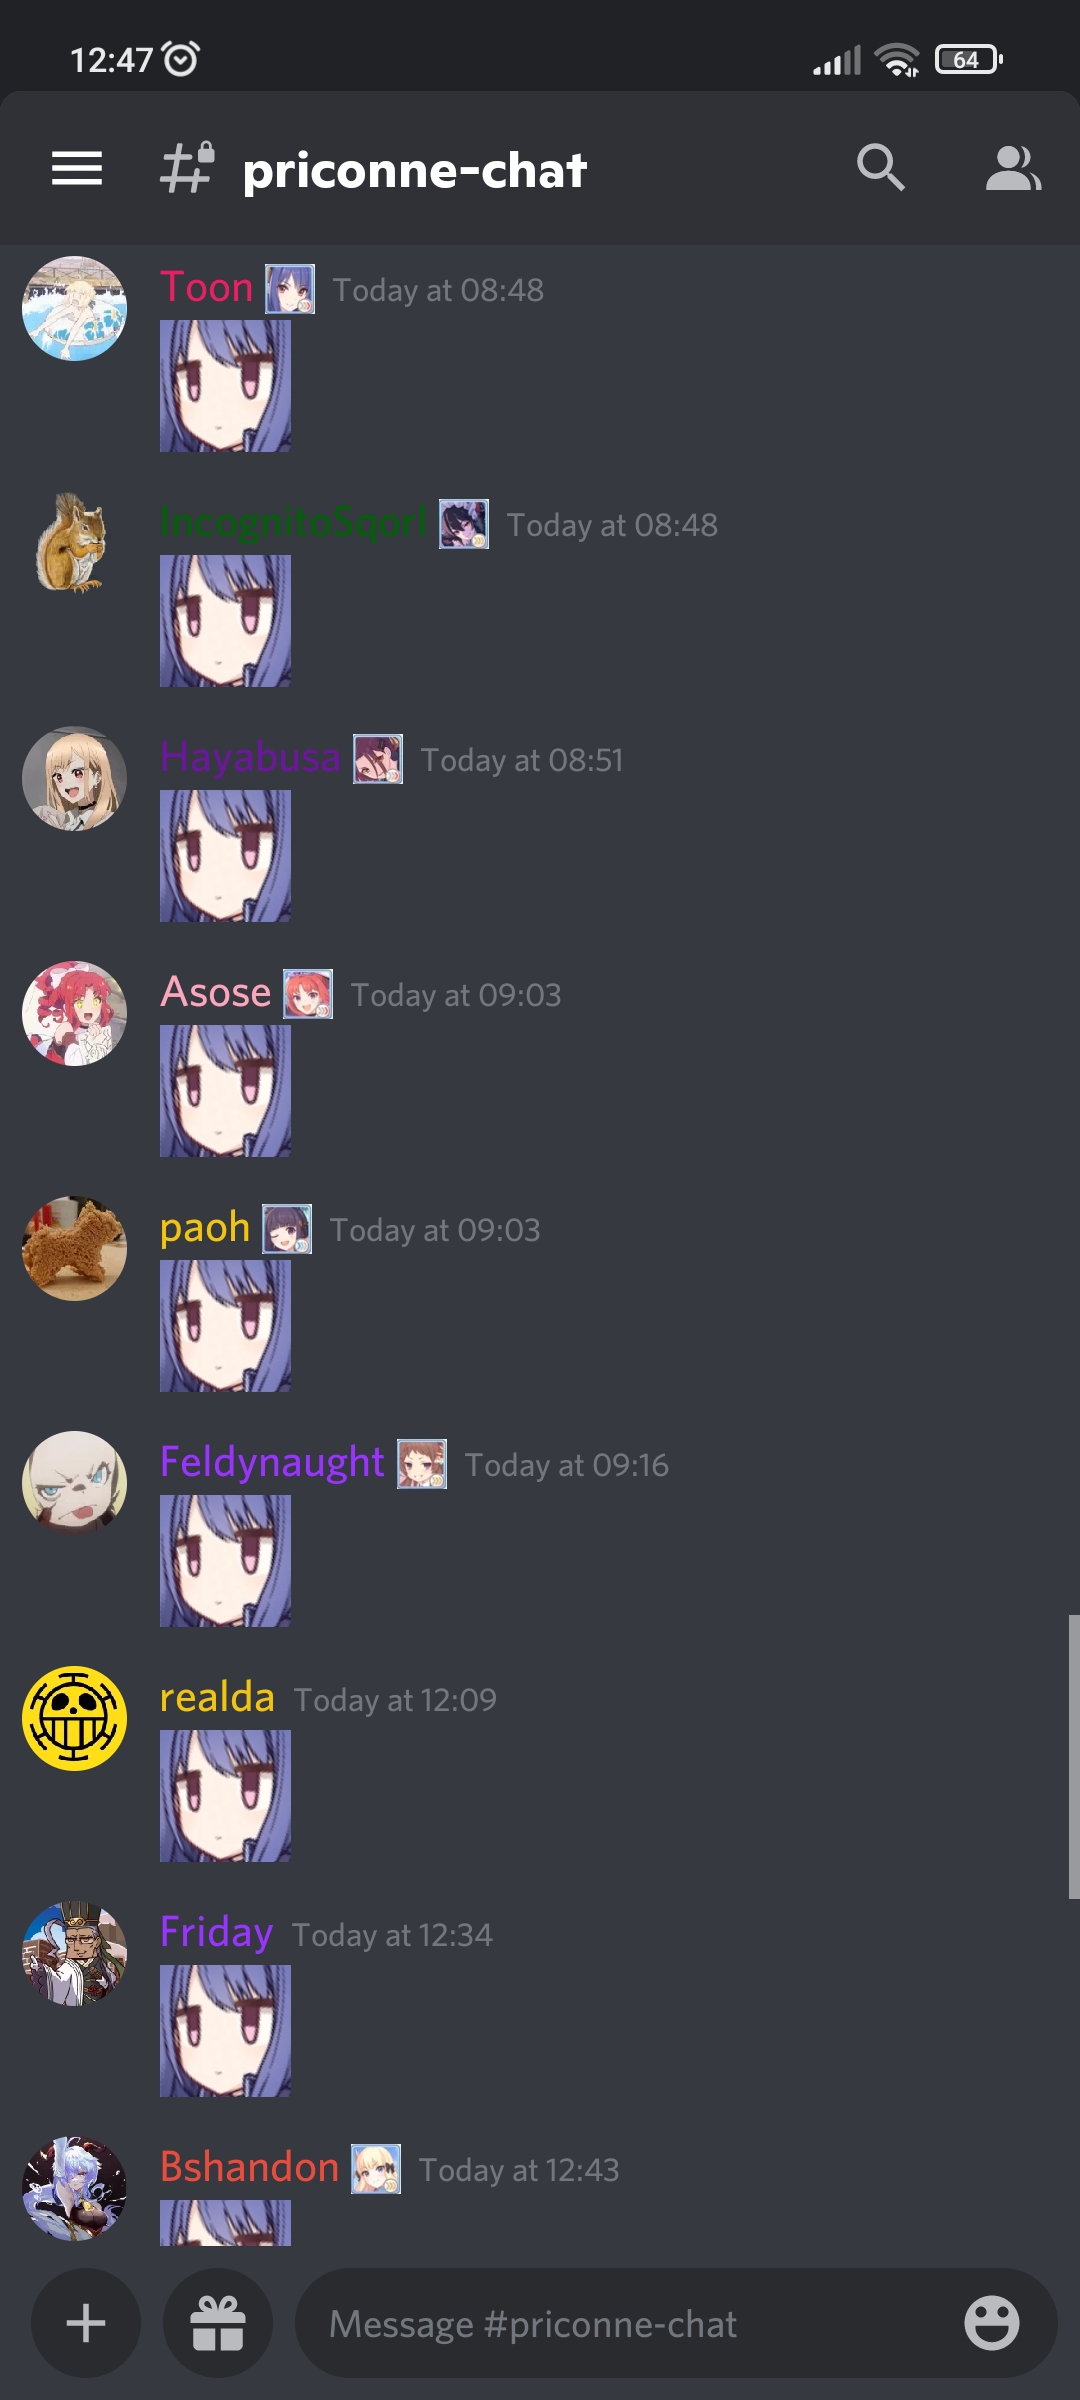 12:47
64
priconne-chat
Toon Today at 08:48
IncognitoSqorl Today at 08:48
Hayabusa Today at 08:51
Asose Today at 09:03
paoh Today at 09:03
Feldynaught Today at 09:16
realda Today at 12:09
Friday Today at 12:34
Bshandon Today at 12:43
Message #priconne-chat